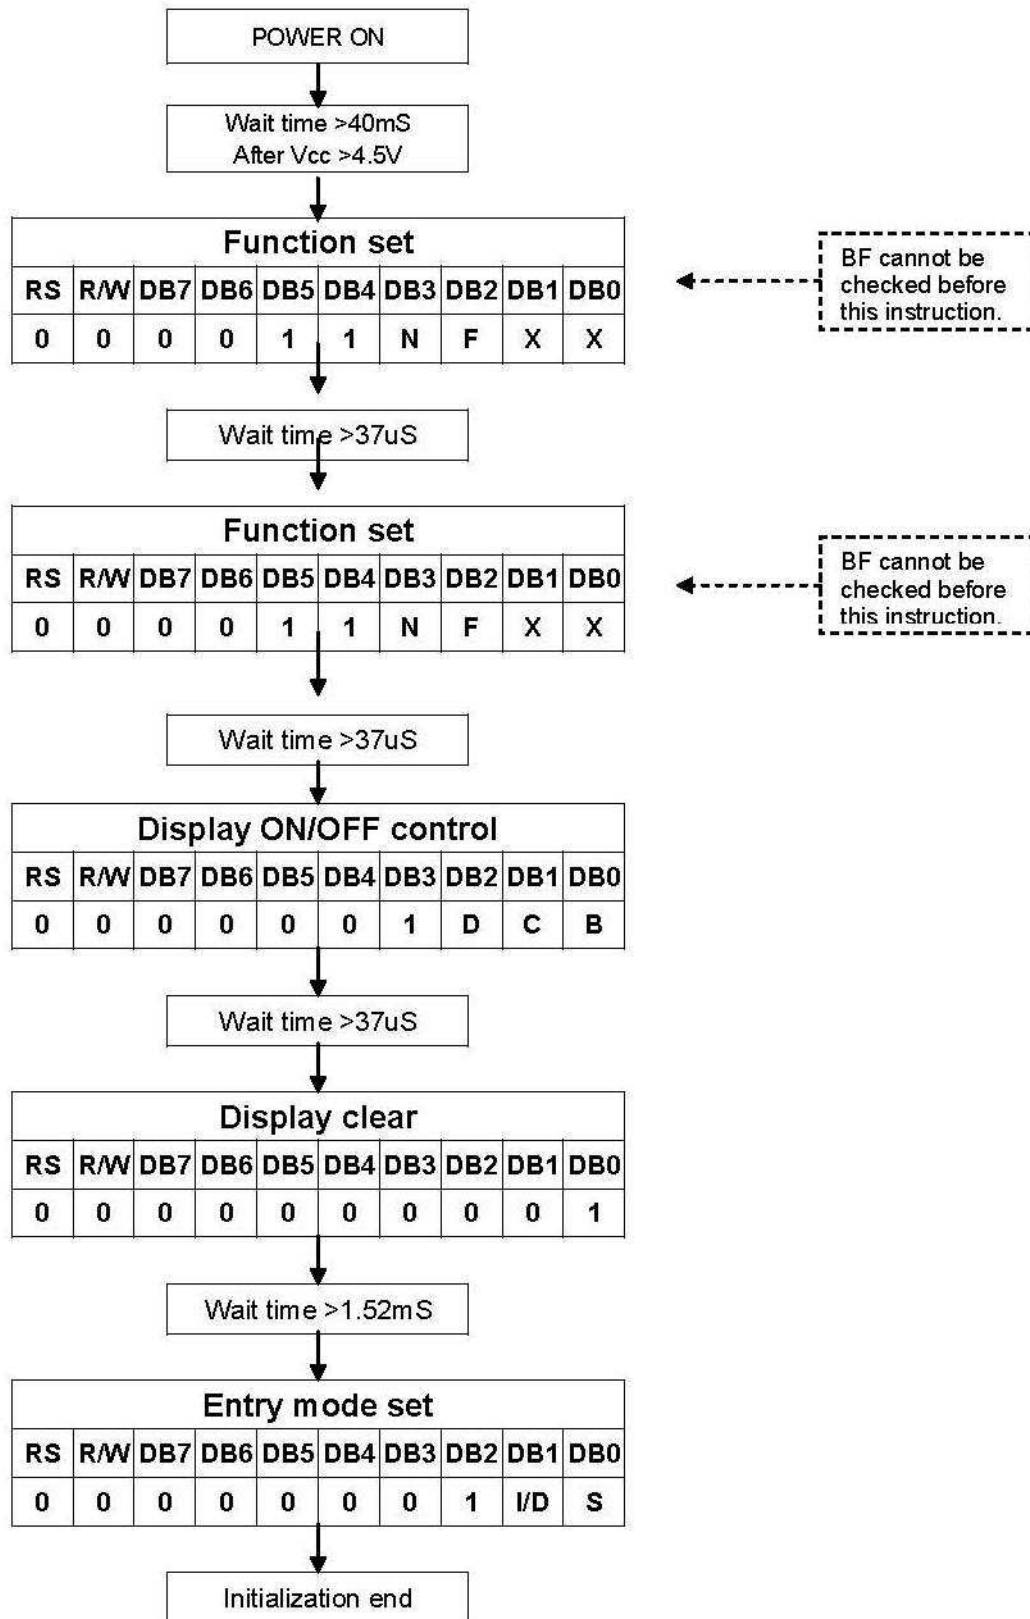 POWER ON
Wait time >40mS
After Vcc >4.5V
Function set
RS R/W DB7 DB6 DB5 DB4 DB3 DB2 DB1 DB0
0 0 0 0 1 1 N F X X
BF cannot be
checked before
this instruction.
Wait time >37uS
Function set
RS R/W DB7 DB6 DB5 DB4 DB3 DB2 DB1 DB0
0 0 0 0 1 1 N F X X
BF cannot be
checked before
this instruction.
Wait time >37uS
Display ON/OFF control
RS R/W DB7 DB6 DB5 DB4 DB3 DB2 DB1 DB0
0 0 0 0 0 0 1 D C B
Wait time >37uS
Display clear
RS R/W DB7 DB6 DB5 DB4 DB3 DB2 DB1 DB0
0 0 0 0 0 0 0 0 0 1
Wait time >1.52mS
Entry mode set
RS R/W DB7 DB6 DB5 DB4 DB3 DB2 DB1 DB0
0 0 0 0 0 0 0 1 I/D S
Initialization end